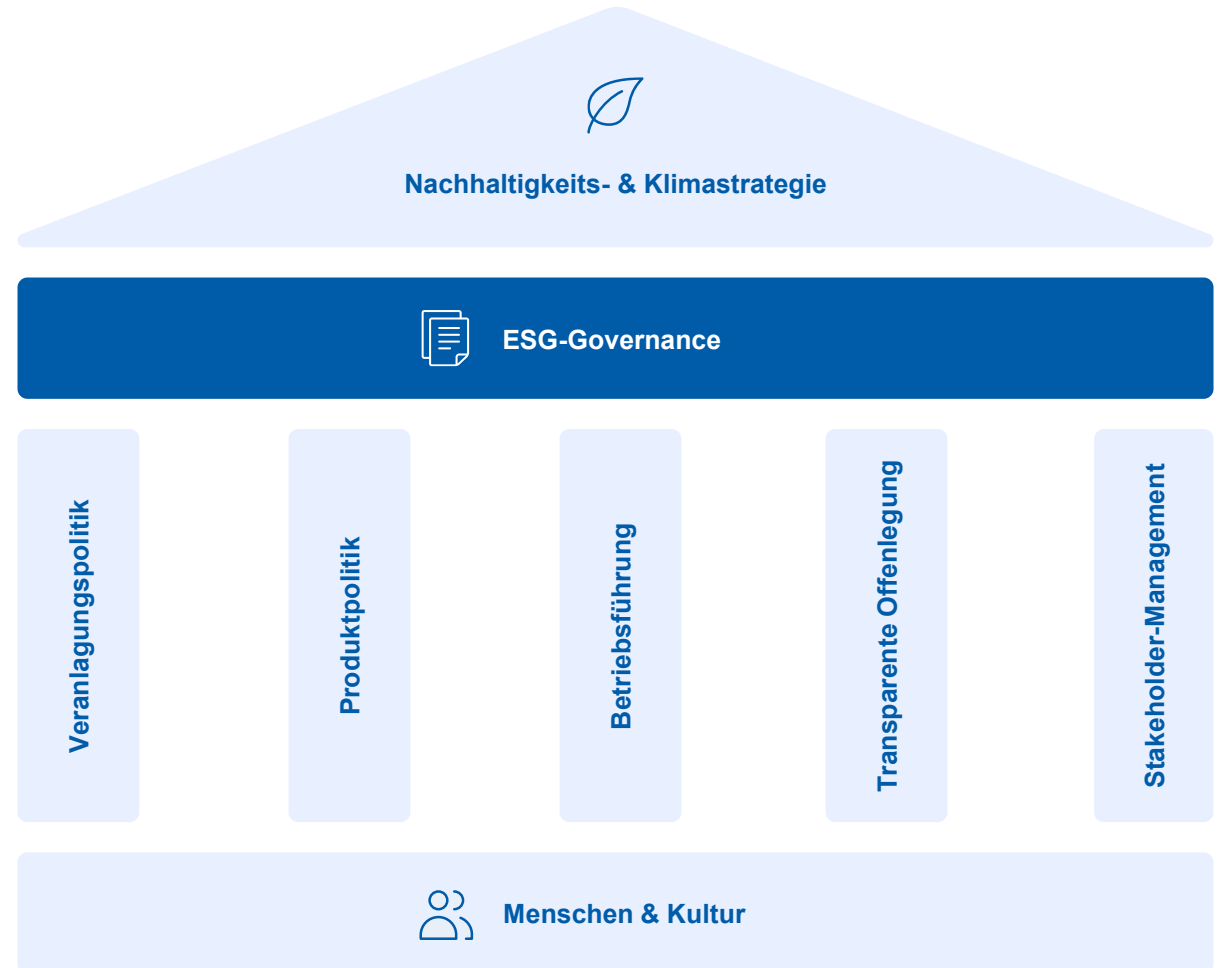 Nachhaltigkeits- & Klimastrategie
ESG-Governance
Veranlagungspolitik
Produktpolitik
Betriebsführung
Transparente Offenlegung
Stakeholder-Management
Menschen & Kultur